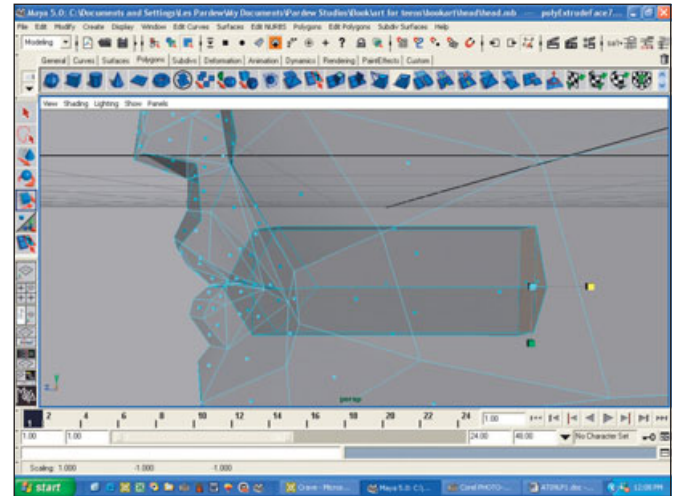 Maya 5.0: C:\Documents and Settings\Les Pardew\My Documents\Pardew Studios\Book\art for teens\bookart\head\head.mb polyExtrudeFace7...
File Edit Modify Create Display Window Edit Curves Surfaces Edit NURBS Polygons Edit Polygons Subdiv Surfaces Help
Modeling
General Curves Surfaces Polygons Subdivs Deformation Animation Dynamics Rendering PaintEffects Custom
View Shading Lighting Show Panels
persp
2 4 6 8 10 12 14 16 18 20 22 24 1.00
1
1.00 1.00 24.00 48.00 No Character Set
Scaling: 1.000 -1.000 -1.000
start Maya 5.0: C:\... Corel PHOTO-... 12:08 PM